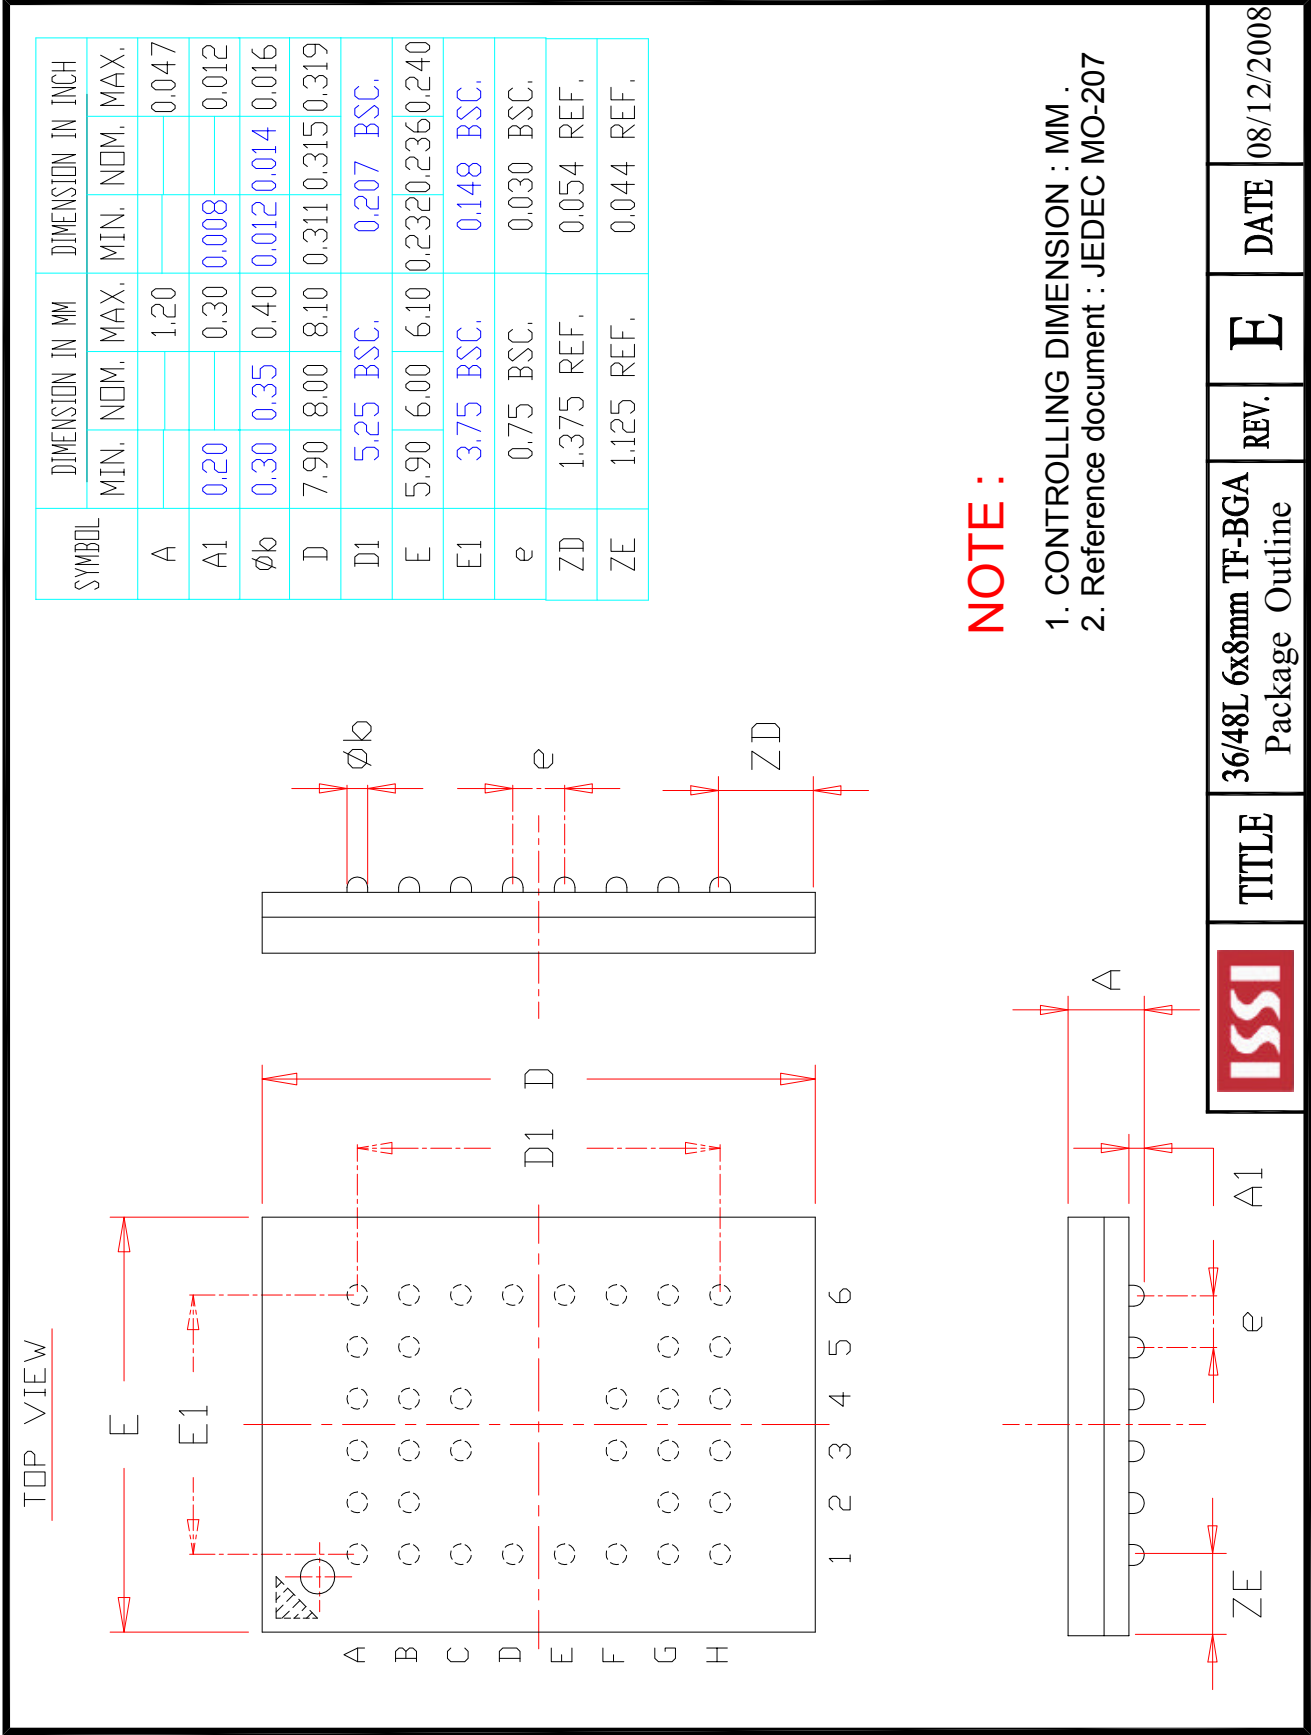 TOP VIEW
E
E1
A
B
C
D
E
F
G
H
1 2 3 4 5 6
D1
D
Øb
e
ZD
ZE
e
A1
A
SYMBOL DIMENSION IN MM DIMENSION IN INCH
MIN. NOM. MAX. MIN. NOM. MAX.
A 1.20 0.047
A1 0.20 0.30 0.008 0.012
Øb 0.30 0.35 0.40 0.012 0.014 0.016
D 7.90 8.00 8.10 0.311 0.315 0.319
D1 5.25 BSC. 0.207 BSC.
E 5.90 6.00 6.10 0.232 0.236 0.240
E1 3.75 BSC. 0.148 BSC.
e 0.75 BSC. 0.030 BSC.
ZD 1.375 REF. 0.054 REF.
ZE 1.125 REF. 0.044 REF.
NOTE :
1. CONTROLLING DIMENSION : MM .
2. Reference document : JEDEC MO-207
ISSI
TITLE
36/48L 6x8mm TF-BGA
Package Outline
REV.
E
DATE
08/12/2008